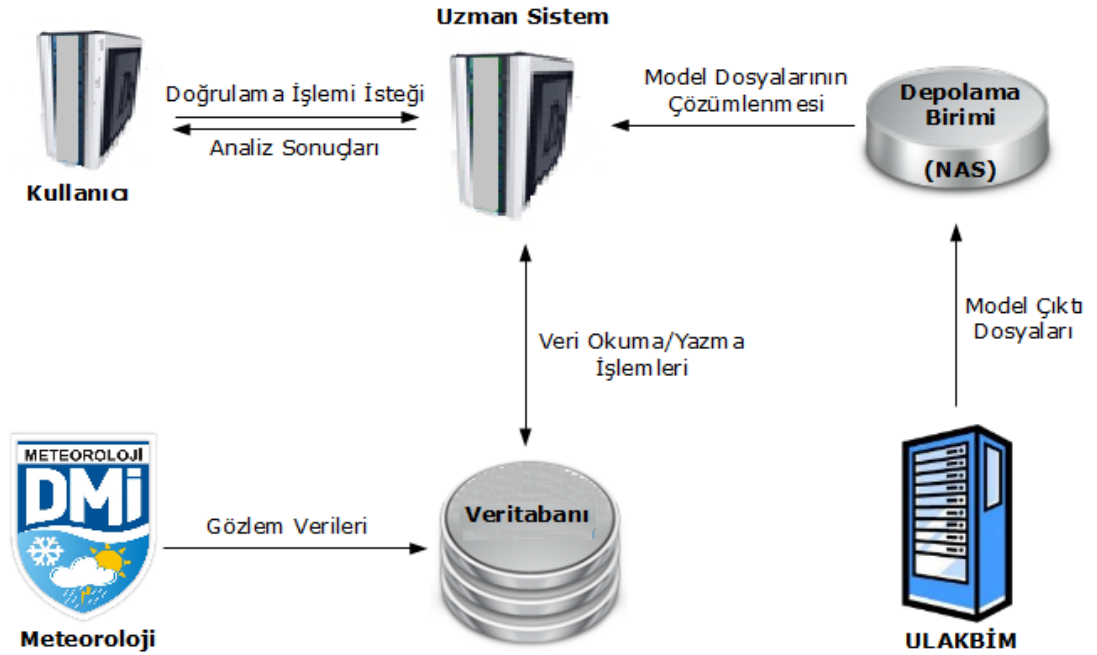 Uzman Sistem
Doğrulama İşlemi İsteği
Analiz Sonuçları
Kullanıcı
Model Dosyalarının
Çözümlenmesi
Depolama
Birimi
(NAS)
Veri Okuma/Yazma
İşlemleri
Model Çıktı
Dosyaları
METEOROLOJİ
DMİ
Gözlem Verileri
Veritabanı
Meteoroloji
ULAKBİM